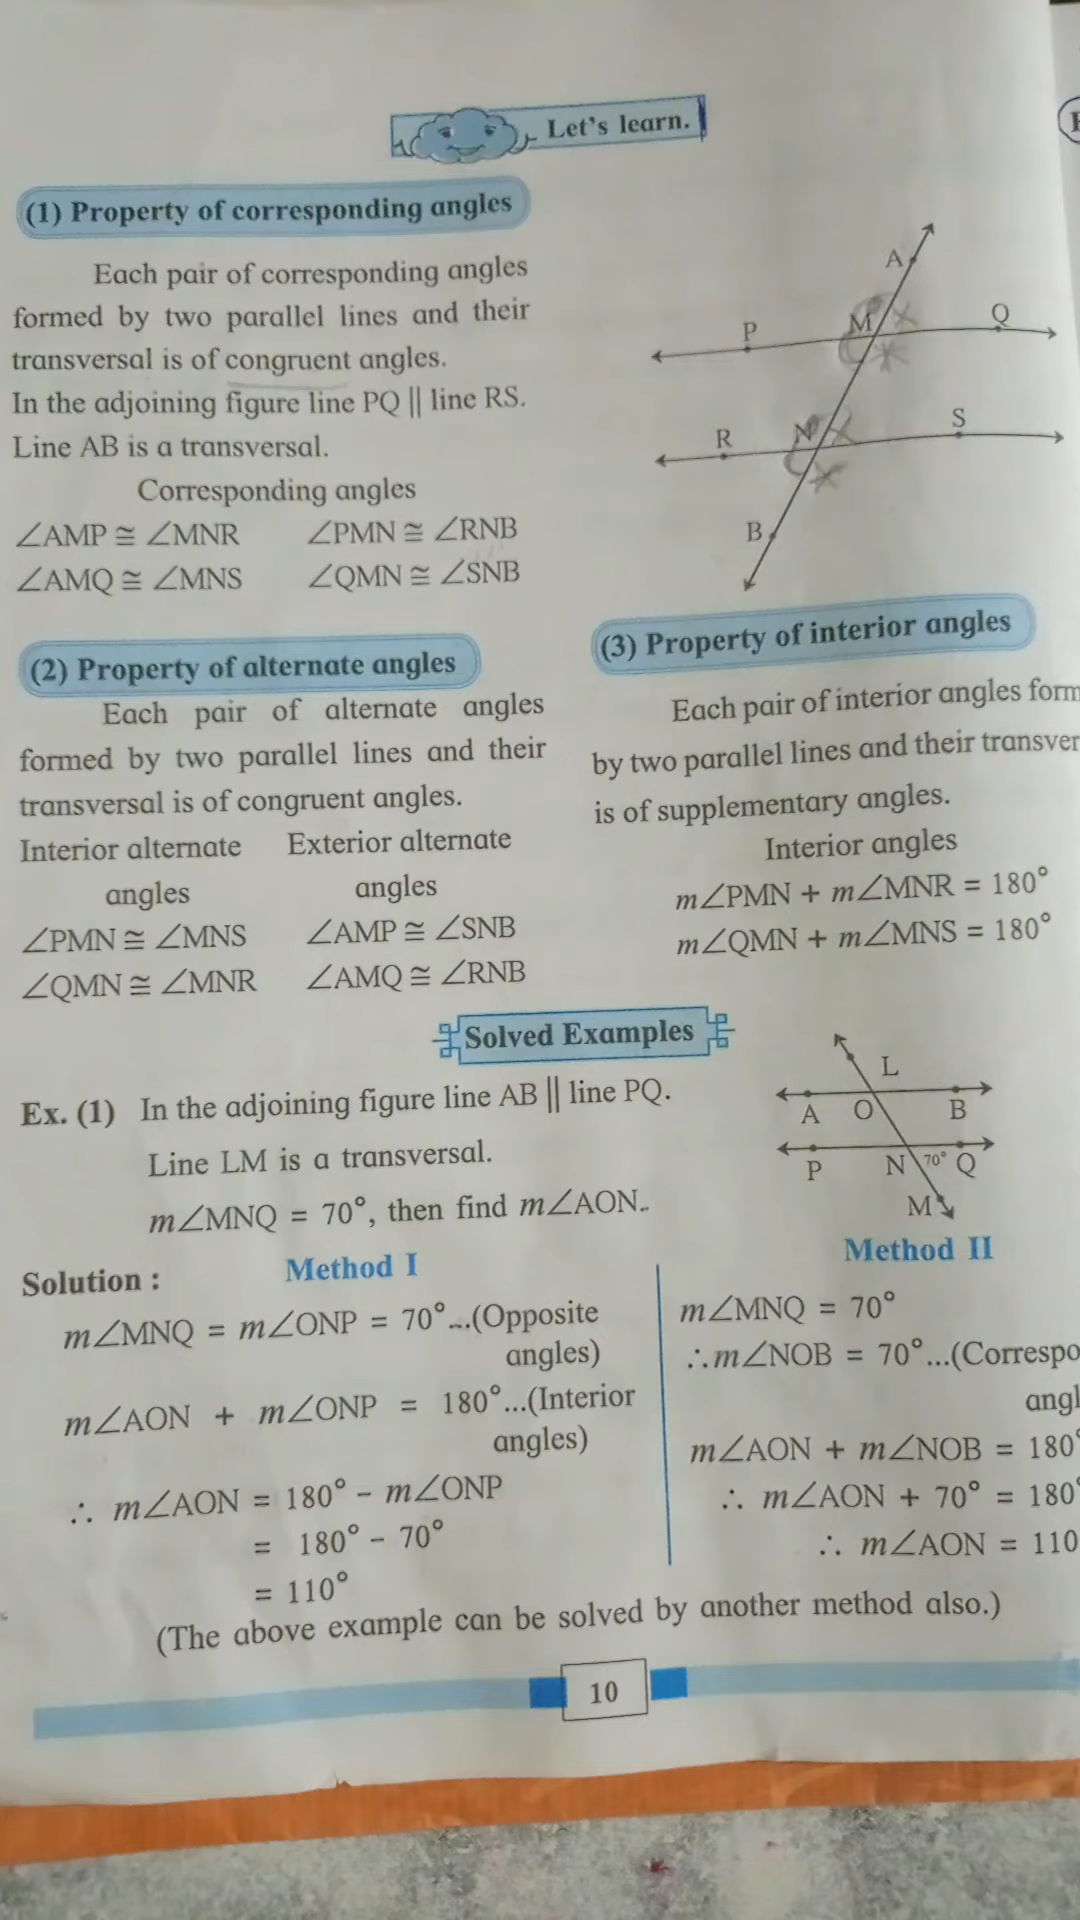 Let's learn.
(1) Property of corresponding angles
Each pair of corresponding angles
formed by two parallel lines and their
transversal is of congruent angles.
In the adjoining figure line PQ || line RS.
Line AB is a transversal.
Corresponding angles
∠AMP ≅ ∠MNR ∠PMN ≅ ∠RNB
∠AMQ ≅ ∠MNS ∠QMN ≅ ∠SNB
A
M
P
Q
N
R
S
B
(2) Property of alternate angles
Each pair of alternate angles
formed by two parallel lines and their
transversal is of congruent angles.
Interior alternate Exterior alternate
angles angles
∠PMN ≅ ∠MNS ∠AMP ≅ ∠SNB
∠QMN ≅ ∠MNR ∠AMQ ≅ ∠RNB
(3) Property of interior angles
Each pair of interior angles form
by two parallel lines and their transver
is of supplementary angles.
Interior angles
m∠PMN + m∠MNR = 180°
m∠QMN + m∠MNS = 180°
Solved Examples
Ex. (1) In the adjoining figure line AB || line PQ.
Line LM is a transversal.
m∠MNQ = 70°, then find m∠AON.
L
A O B
P N 70° Q
M
Solution :
Method I
m∠MNQ = m∠ONP = 70°...(Opposite
angles)
m∠AON + m∠ONP = 180°...(Interior
angles)
∴ m∠AON = 180° - m∠ONP
= 180° - 70°
= 110°
Method II
m∠MNQ = 70°
∴m∠NOB = 70°...(Correspo
angl
m∠AON + m∠NOB = 180°
∴ m∠AON + 70° = 180°
∴ m∠AON = 110
(The above example can be solved by another method also.)
10